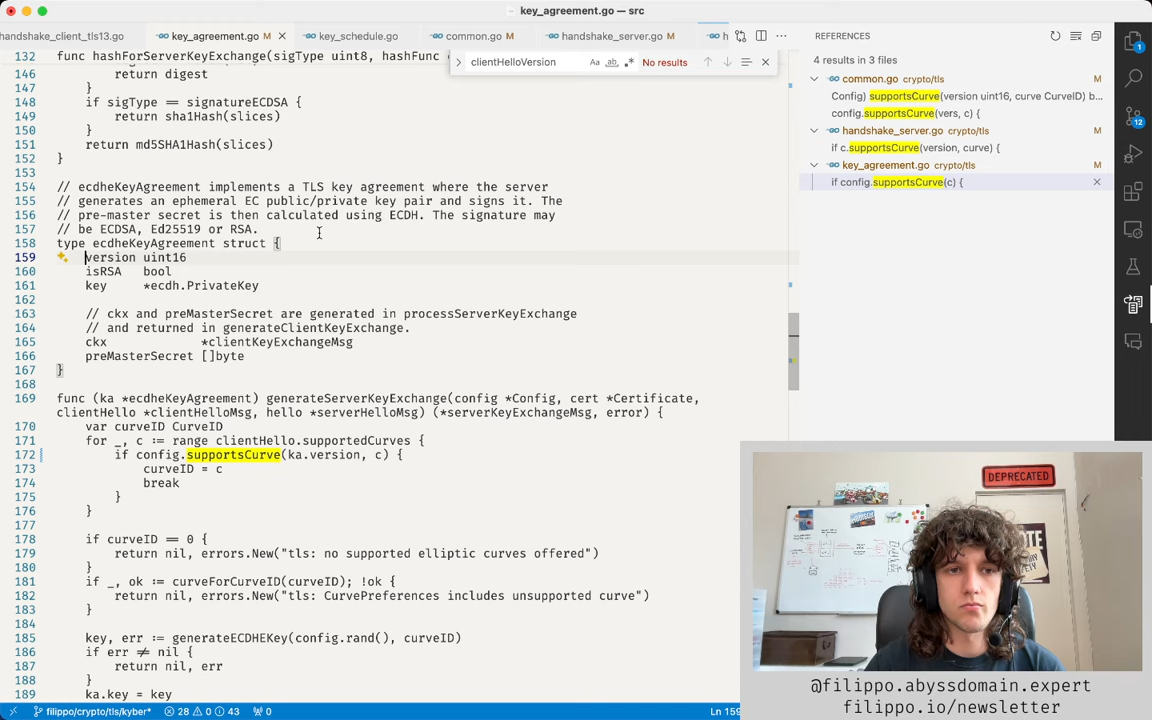 key_agreement.go — src
handshake_client_tls13.go
key_agreement.go M
key_schedule.go
common.go M
handshake_server.go M
h
REFERENCES
132 func hashForServerKeyExchange(sigType uint8, hashFunc
clientHelloVersion
Aa
ab
No results
4 results in 3 files
common.go crypto/tls M
Config) supportsCurve(version uint16, curve CurveID) b...
config.supportsCurve(vers, c) {
handshake_server.go crypto/tls M
if c.supportsCurve(version, curve) {
key_agreement.go crypto/tls M
if config.supportsCurve(c) {
146 return digest
147 }
148 if sigType == signatureECDSA {
149 return sha1Hash(slices)
150 }
151 return md5SHA1Hash(slices)
152 }
153
154 // ecdheKeyAgreement implements a TLS key agreement where the server
155 // generates an ephemeral EC public/private key pair and signs it. The
156 // pre-master secret is then calculated using ECDH. The signature may
157 // be ECDSA, Ed25519 or RSA.
158 type ecdheKeyAgreement struct {
159 version uint16
160 isRSA bool
161 key *ecdh.PrivateKey
162
163 // ckx and preMasterSecret are generated in processServerKeyExchange
164 // and returned in generateClientKeyExchange.
165 ckx *clientKeyExchangeMsg
166 preMasterSecret []byte
167 }
168
169 func (ka *ecdheKeyAgreement) generateServerKeyExchange(config *Config, cert *Certificate,
clientHello *clientHelloMsg, hello *serverHelloMsg) (*serverKeyExchangeMsg, error) {
170 var curveID CurveID
171 for _, c := range clientHello.supportedCurves {
172 if config.supportsCurve(ka.version, c) {
173 curveID = c
174 break
175 }
176 }
177
178 if curveID == 0 {
179 return nil, errors.New("tls: no supported elliptic curves offered")
180 }
181 if _, ok := curveForCurveID(curveID); !ok {
182 return nil, errors.New("tls: CurvePreferences includes unsupported curve")
183 }
184
185 key, err := generateECDHEKey(config.rand(), curveID)
186 if err ≠ nil {
187 return nil, err
188 }
189 ka.key = key
1
12
DEPRECATED
@filippo.abyssdomain.expert
filippo.io/newsletter
filippo/crypto/tls/kyber*
28 0 43
0
Ln 159